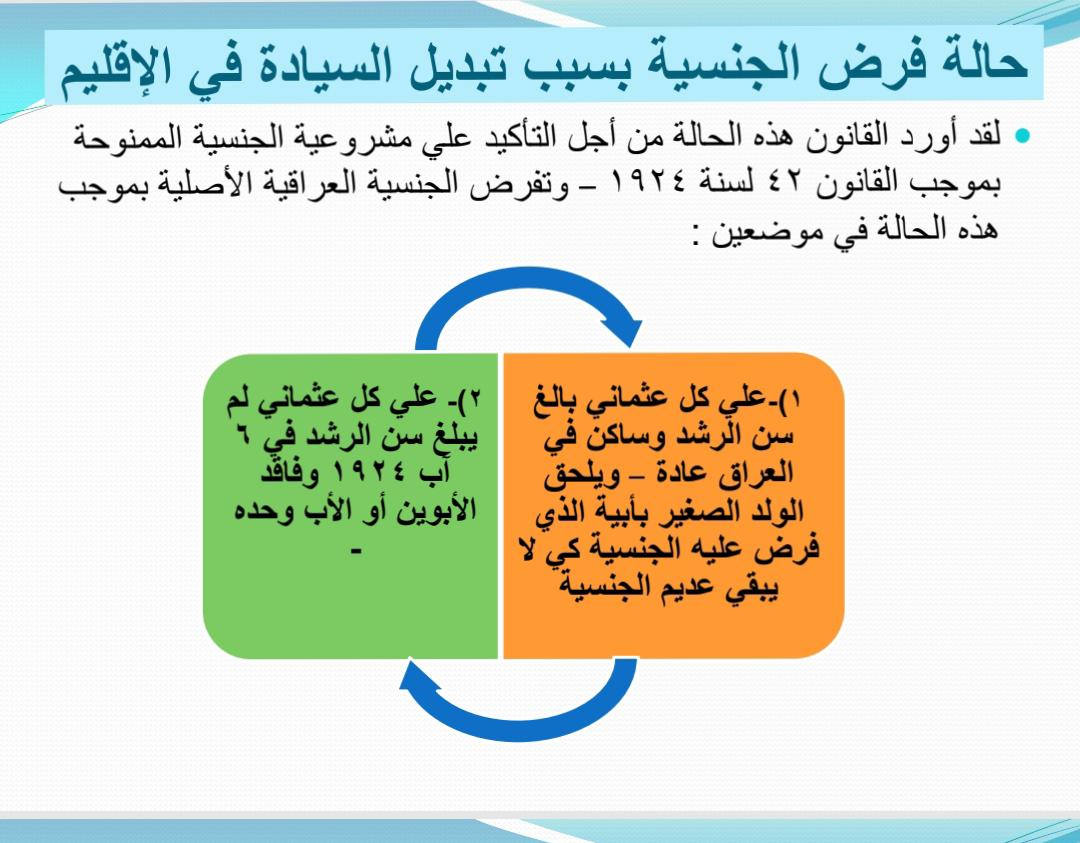 حالة فرض الجنسية بسبب تبديل السيادة في الإقليم
• لقد أورد القانون هذه الحالة من أجل التأكيد علي مشروعية الجنسية الممنوحة
بموجب القانون ٤٢ لسنة ١٩٢٤ – وتفرض الجنسية العراقية الأصلية بموجب
هذه الحالة في موضعين :
١)-علي كل عثماني بالغ
سن الرشد وساكن في
العراق عادة – ويلحق
الولد الصغير بأبية الذي
فرض عليه الجنسية كي لا
يبقي عديم الجنسية
٢)- علي كل عثماني لم
يبلغ سن الرشد في ٦
آب ١٩٢٤ وفاقد
الأبوين أو الأب وحده
-